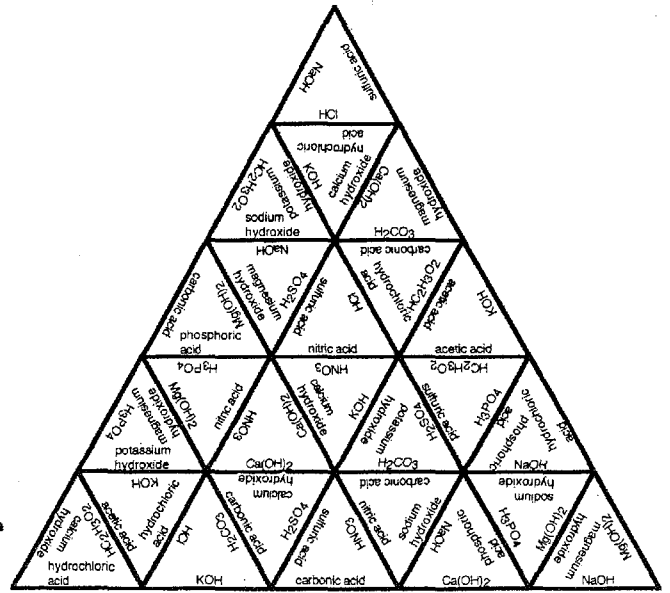 NaOH
sulfuric acid
HCl
HC2H3O2
potassium
hydroxide
sodium
hydroxide
hydrochloric
acid
KOH
calcium
hydroxide
Ca(OH)2
magnesium
hydroxide
H2CO3
carbonic acid
Mg(OH)2
phosphoric
acid
NaOH
magnesium
hydroxide
H2SO4
sulfuric acid
HCl
nitric acid
carbonic acid
hydrochloric
acid
HC2H3O2
acetic acid
KOH
acetic acid
H3PO4
magnesium
hydroxide
potassium
hydroxide
H3PO4
Mg(OH)2
nitric acid
HNO3
Ca(OH)2
Ca(OH)2
HNO3
calcium
hydroxide
KOH
potassium
hydroxide
H2SO4
H2CO3
HC2H3O2
sulfuric acid
H3PO4
phosphoric
acid
hydrochloric
acid
NaOH
calcium
hydroxide
HC2H3O2
hydrochloric
acid
KOH
acetic acid
hydrochloric
acid
HCl
H2CO3
KOH
calcium
hydroxide
carbonic acid
H2SO4
sulfuric acid
HNO3
carbonic acid
carbonic acid
nitric acid
sodium
hydroxide
NaOH
phosphoric
acid
Ca(OH)2
sodium
hydroxide
H3PO4
Mg(OH)2
magnesium
hydroxide
Mg(OH)2
NaOH